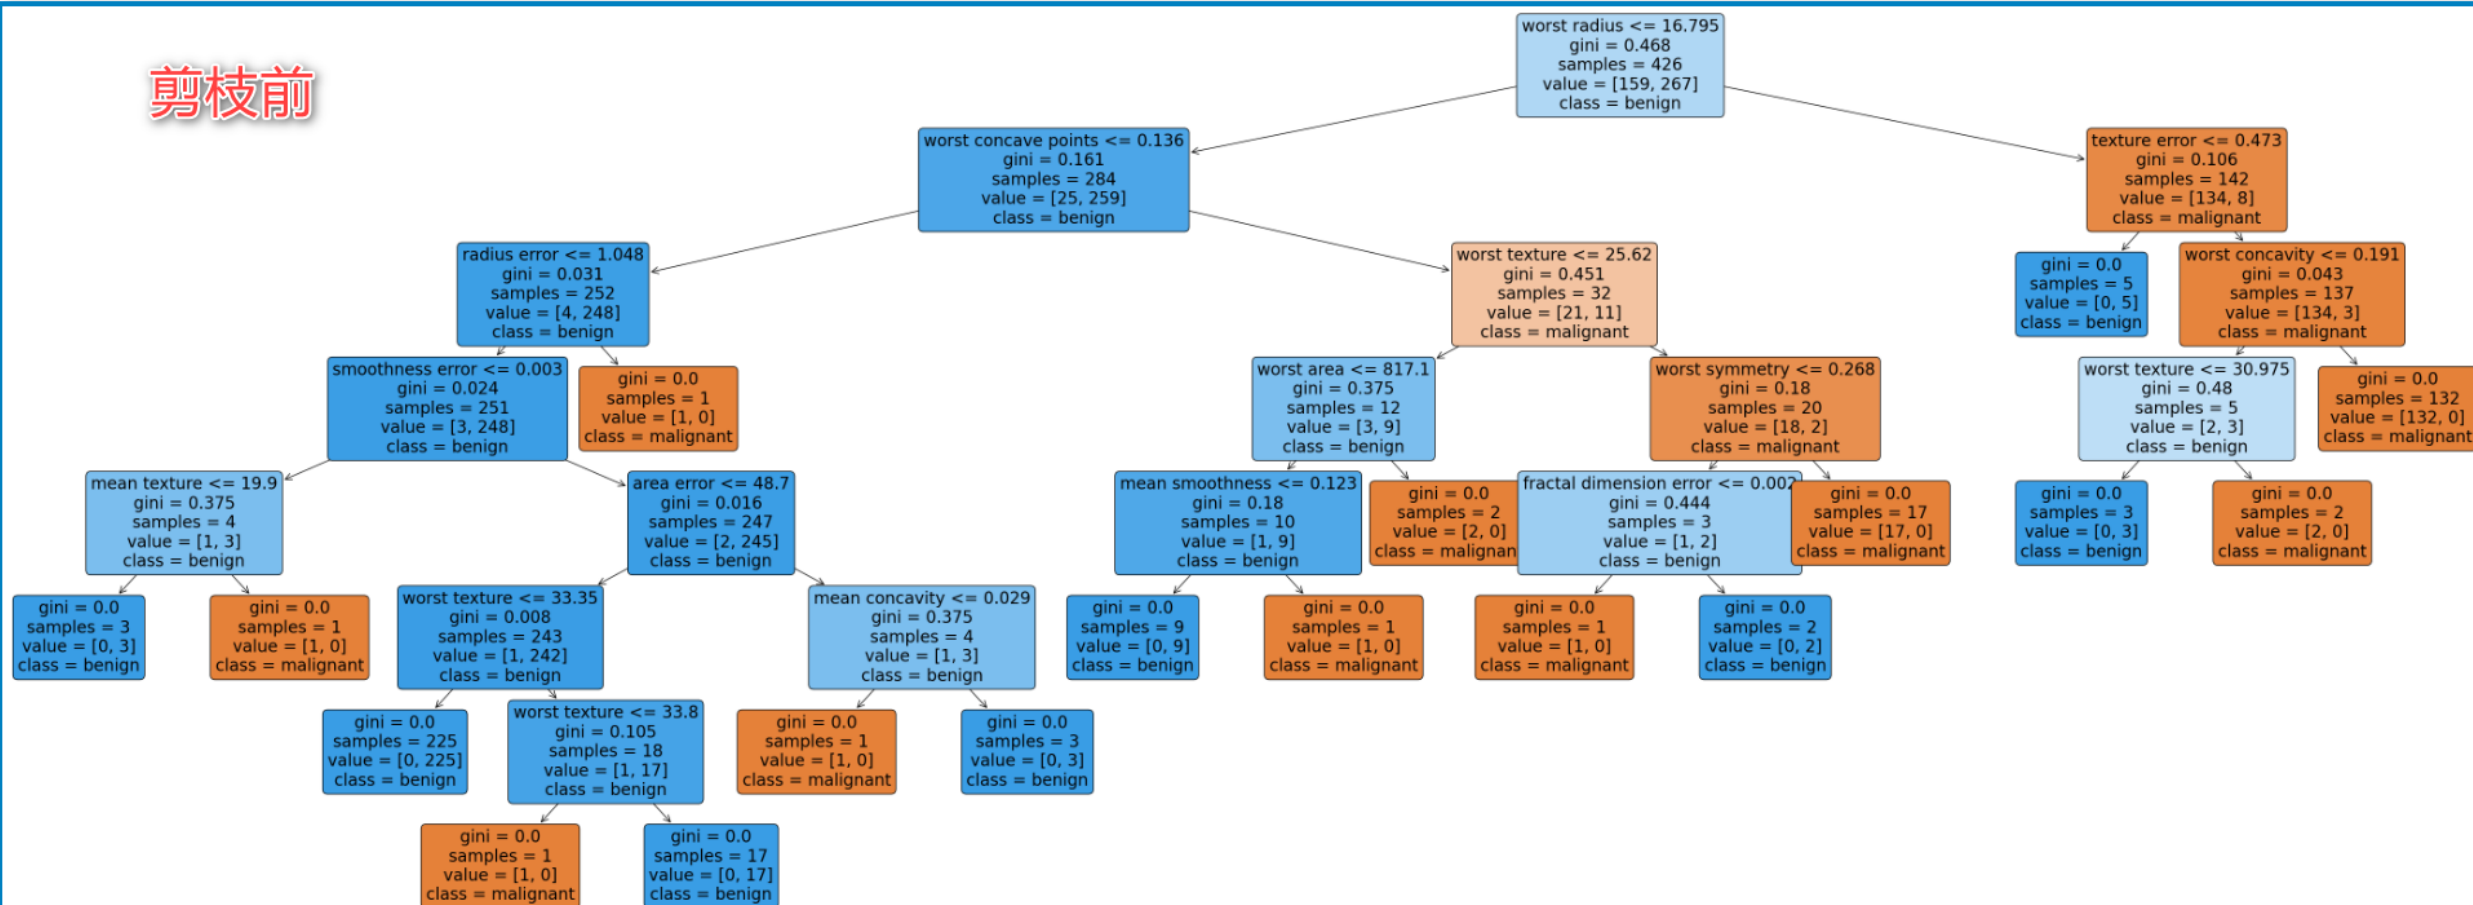 剪枝前
worst radius <= 16.795
gini = 0.468
samples = 426
value = [159, 267]
class = benign
worst concave points <= 0.136
gini = 0.161
samples = 284
value = [25, 259]
class = benign
texture error <= 0.473
gini = 0.106
samples = 142
value = [134, 8]
class = malignant
radius error <= 1.048
gini = 0.031
samples = 252
value = [4, 248]
class = benign
worst texture <= 25.62
gini = 0.451
samples = 32
value = [21, 11]
class = malignant
gini = 0.0
samples = 5
value = [0, 5]
class = benign
worst concavity <= 0.191
gini = 0.043
samples = 137
value = [134, 3]
class = malignant
smoothness error <= 0.003
gini = 0.024
samples = 251
value = [3, 248]
class = benign
gini = 0.0
samples = 1
value = [1, 0]
class = malignant
worst area <= 817.1
gini = 0.375
samples = 12
value = [3, 9]
class = benign
worst symmetry <= 0.268
gini = 0.18
samples = 20
value = [18, 2]
class = malignant
worst texture <= 30.975
gini = 0.48
samples = 5
value = [2, 3]
class = benign
gini = 0.0
samples = 132
value = [132, 0]
class = malignant
mean texture <= 19.9
gini = 0.375
samples = 4
value = [1, 3]
class = benign
area error <= 48.7
gini = 0.016
samples = 247
value = [2, 245]
class = benign
mean smoothness <= 0.123
gini = 0.18
samples = 10
value = [1, 9]
class = benign
gini = 0.0
samples = 2
value = [2, 0]
class = malignan
fractal dimension error <= 0.002
gini = 0.444
samples = 3
value = [1, 2]
class = benign
gini = 0.0
samples = 17
value = [17, 0]
class = malignant
gini = 0.0
samples = 3
value = [0, 3]
class = benign
gini = 0.0
samples = 2
value = [2, 0]
class = malignant
gini = 0.0
samples = 3
value = [0, 3]
class = benign
gini = 0.0
samples = 1
value = [1, 0]
class = malignant
worst texture <= 33.35
gini = 0.008
samples = 243
value = [1, 242]
class = benign
mean concavity <= 0.029
gini = 0.375
samples = 4
value = [1, 3]
class = benign
gini = 0.0
samples = 9
value = [0, 9]
class = benign
gini = 0.0
samples = 1
value = [1, 0]
class = malignant
gini = 0.0
samples = 1
value = [1, 0]
class = malignant
gini = 0.0
samples = 2
value = [0, 2]
class = benign
gini = 0.0
samples = 225
value = [0, 225]
class = benign
worst texture <= 33.8
gini = 0.105
samples = 18
value = [1, 17]
class = benign
gini = 0.0
samples = 1
value = [1, 0]
class = malignant
gini = 0.0
samples = 3
value = [0, 3]
class = benign
gini = 0.0
samples = 1
value = [1, 0]
class = malignant
gini = 0.0
samples = 17
value = [0, 17]
class = benign